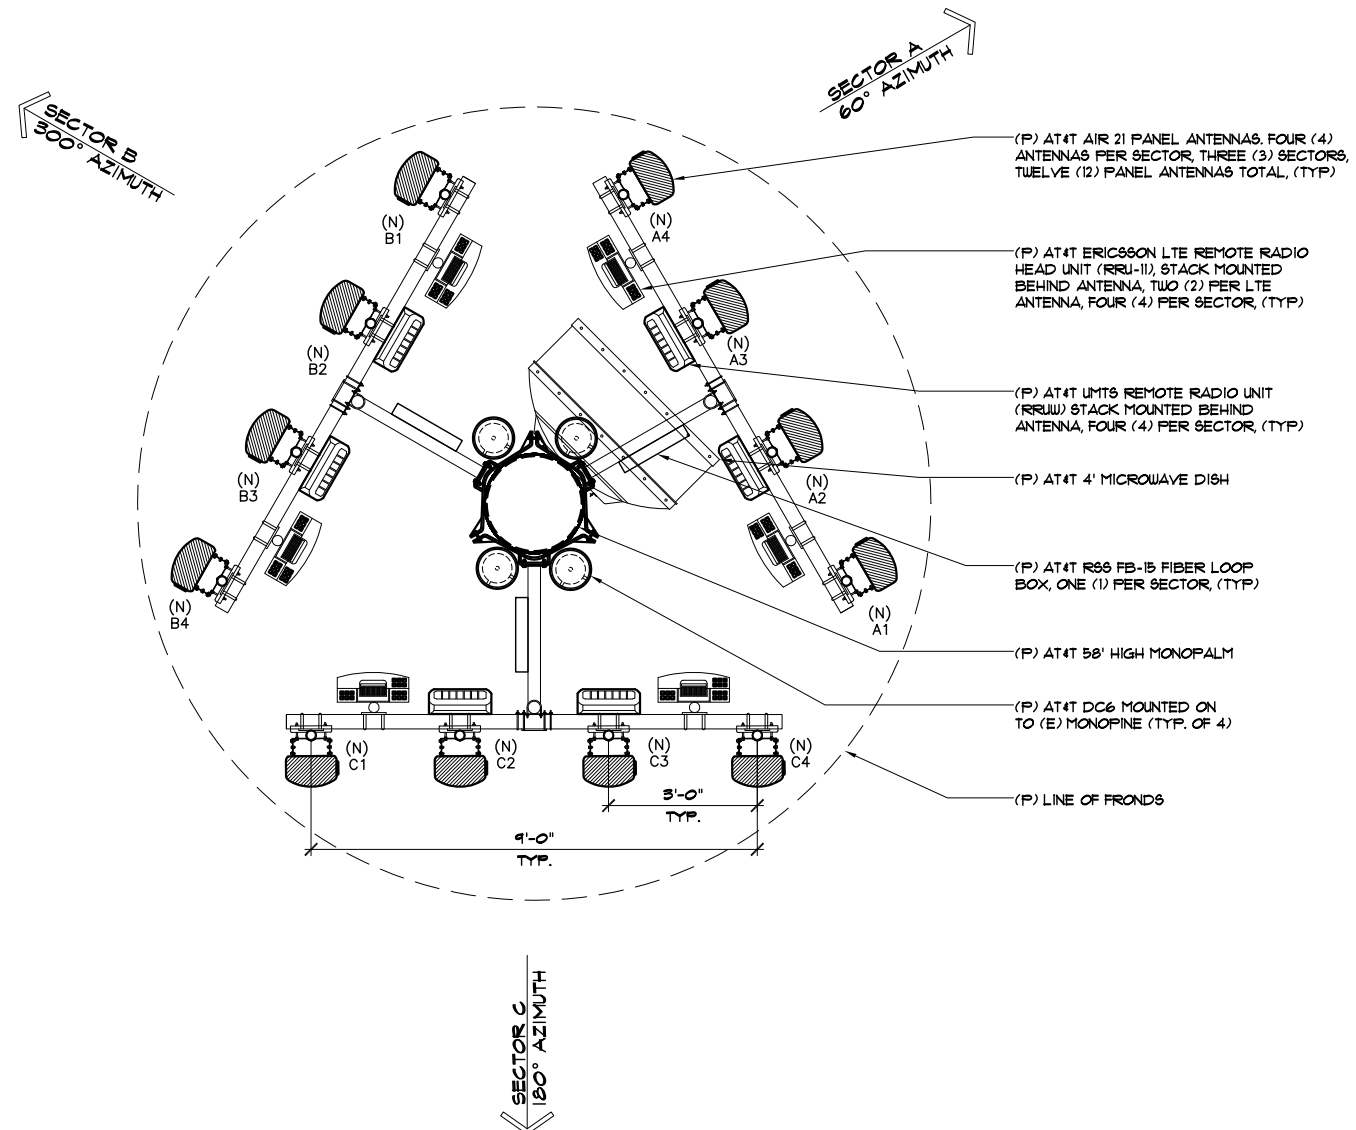 SECTOR A
60° AZIMUTH
SECTOR B
300° AZIMUTH
(P) AT&T AIR 21 PANEL ANTENNAS. FOUR (4)
ANTENNAS PER SECTOR, THREE (3) SECTORS,
TWELVE (12) PANEL ANTENNAS TOTAL, (TYP)
(P) AT&T ERICSSON LTE REMOTE RADIO
HEAD UNIT (RRU-11), STACK MOUNTED
BEHIND ANTENNA, TWO (2) PER LTE
ANTENNA, FOUR (4) PER SECTOR, (TYP)
(P) AT&T UMTS REMOTE RADIO UNIT
(RRUW) STACK MOUNTED BEHIND
ANTENNA, FOUR (4) PER SECTOR, (TYP)
(P) AT&T 4' MICROWAVE DISH
(P) AT&T RSS FB-15 FIBER LOOP
BOX, ONE (1) PER SECTOR, (TYP)
(P) AT&T 58' HIGH MONOPALM
(P) AT&T DC6 MOUNTED ON
TO (E) MONOPINE (TYP. OF 4)
(P) LINE OF FRONDS
(N)
B1
(N)
B2
(N)
B3
(N)
B4
(N)
A4
(N)
A3
(N)
A2
(N)
A1
(N)
C1
(N)
C2
(N)
C3
(N)
C4
3'-0"
TYP.
9'-0"
TYP.
SECTOR C
180° AZIMUTH